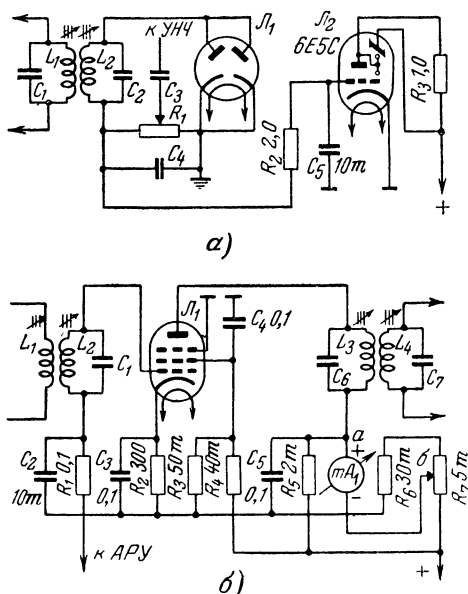 к УНЧ
Л₁
Л₂
6Е5С
L₁
L₂
C₁
C₂
C₃
R₁
C₄
R₂ 2,0
C₅ 10т
R₃ 1,0
+
а)
L₁
L₂
C₁
Л₁
C₄ 0,1
L₃
L₄
C₆
C₇
C₂
10т
R₁ 0,1
C₃
0,1
R₂ 300
R₃ 50т
R₄ 40т
C₅
0,1
R₅ 2т
а
+
mA₁
−
R₆ 30т
б
R₇ 5т
к АРУ
+
б)